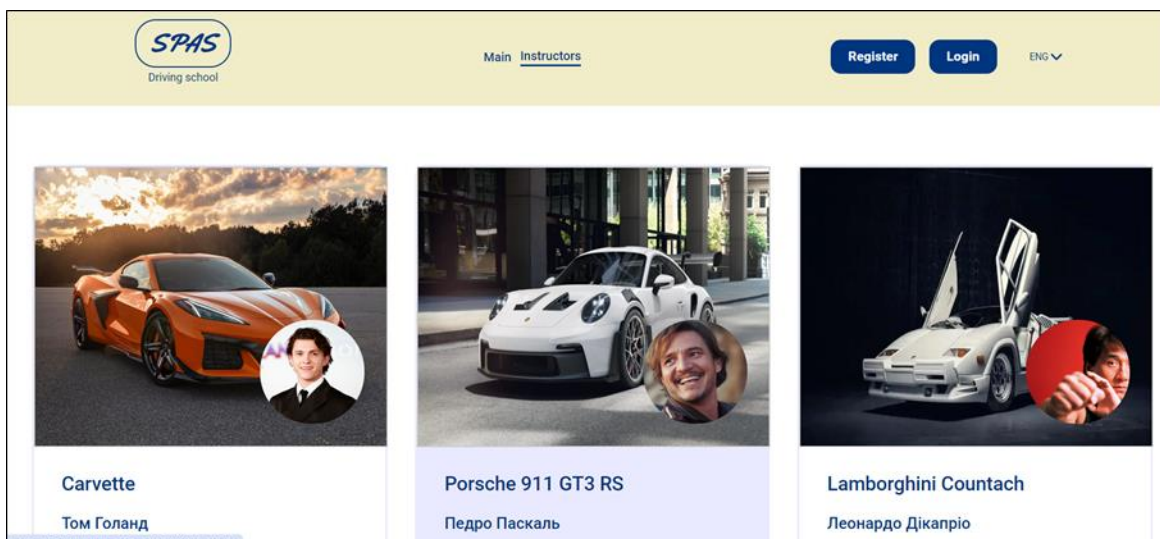 SPAS
Driving school
Main Instructors
Register Login ENG
Carvette
Том Голанд
Porsche 911 GT3 RS
Педро Паскаль
Lamborghini Countach
Леонардо Дікапріо